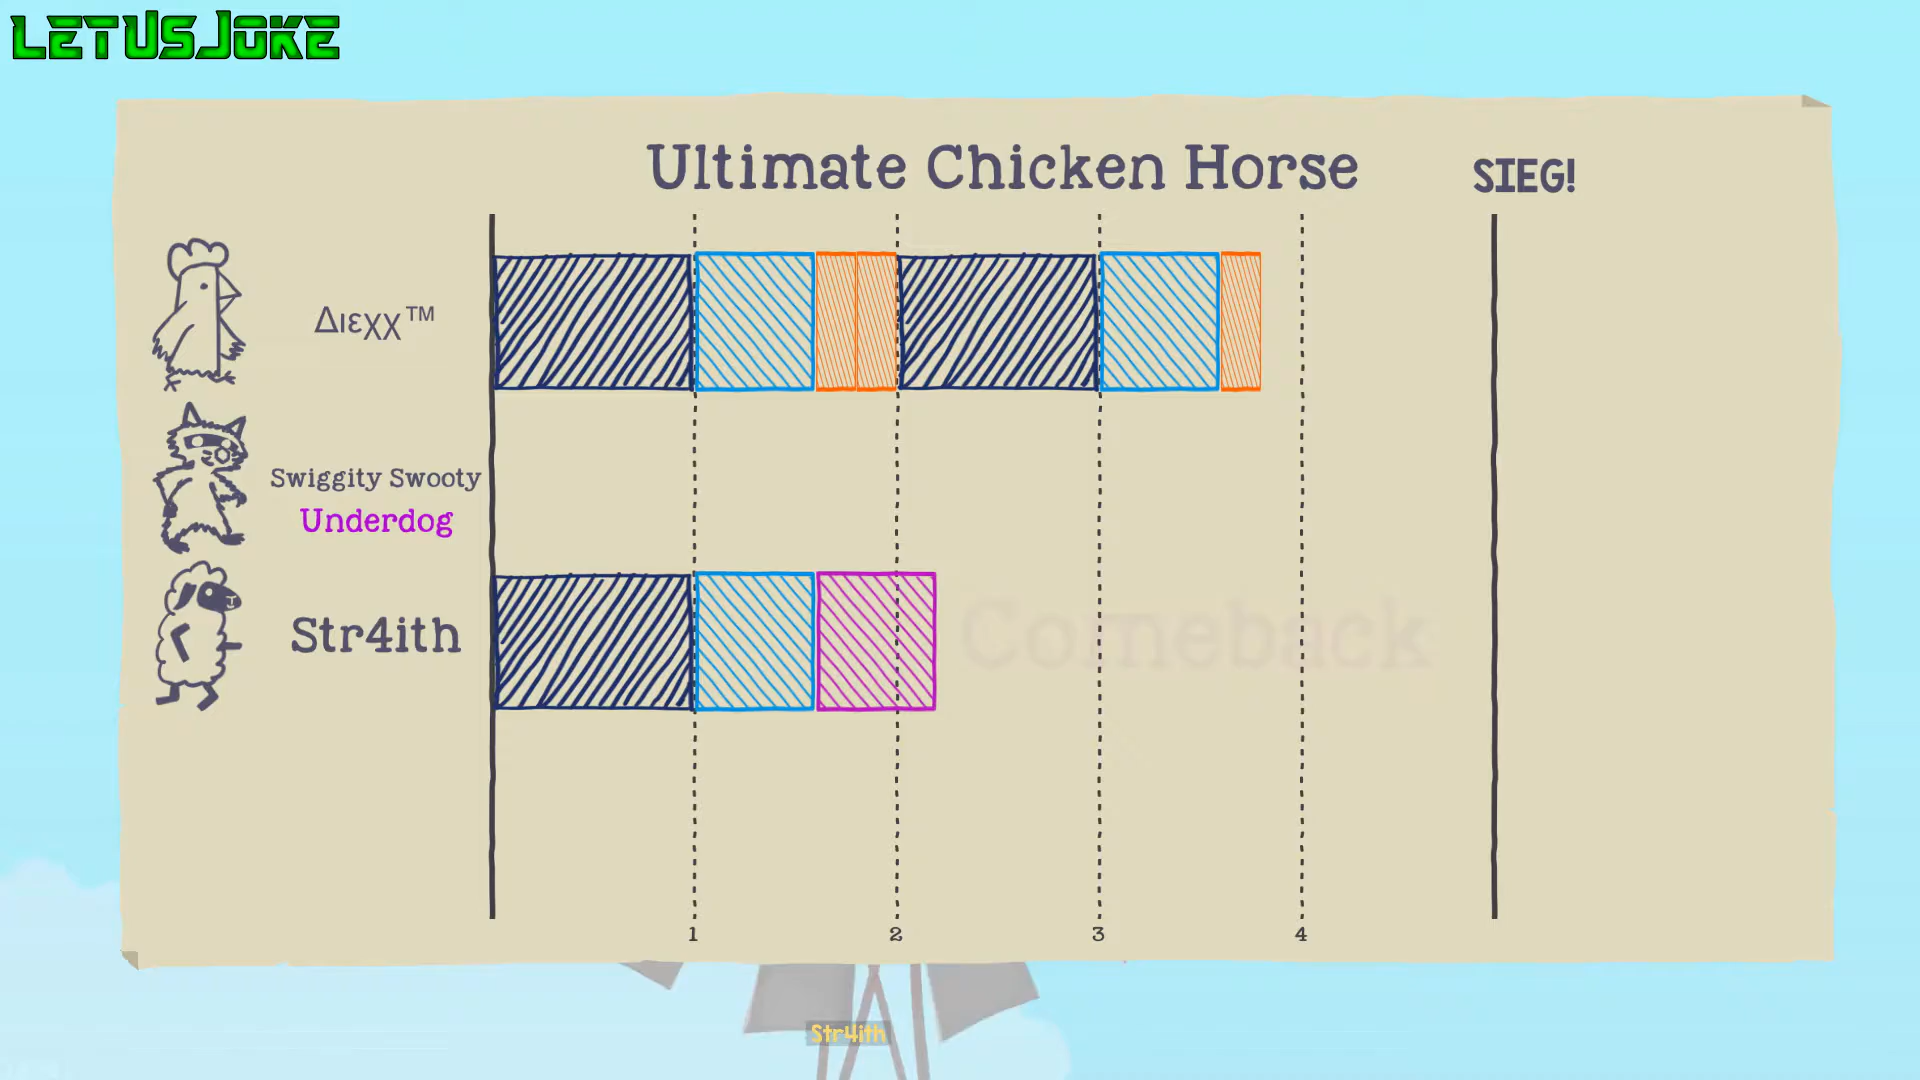 LETUSJOKE
Ultimate Chicken Horse
SIEG!
Διεχχ™
Swiggity Swooty
Underdog
Str4ith
Comeback
1 2 3 4
Str4ith